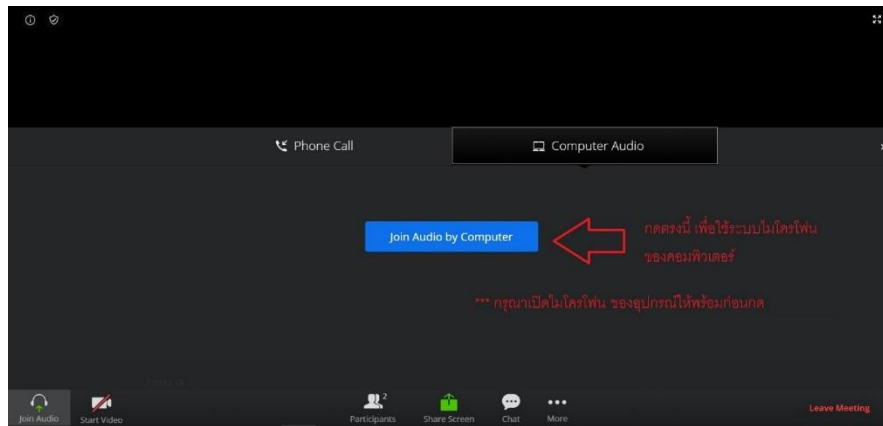 Phone Call
Computer Audio
Join Audio by Computer
กดตรงนี้ เพื่อใช้ระบบไมโครโฟน
ของคอมพิวเตอร์
*** กรุณาเปิดไมโครโฟน ของอุปกรณ์ให้พร้อมก่อนกด
Join Audio
Start Video
2
Participants
Share Screen
Chat
More
Leave Meeting